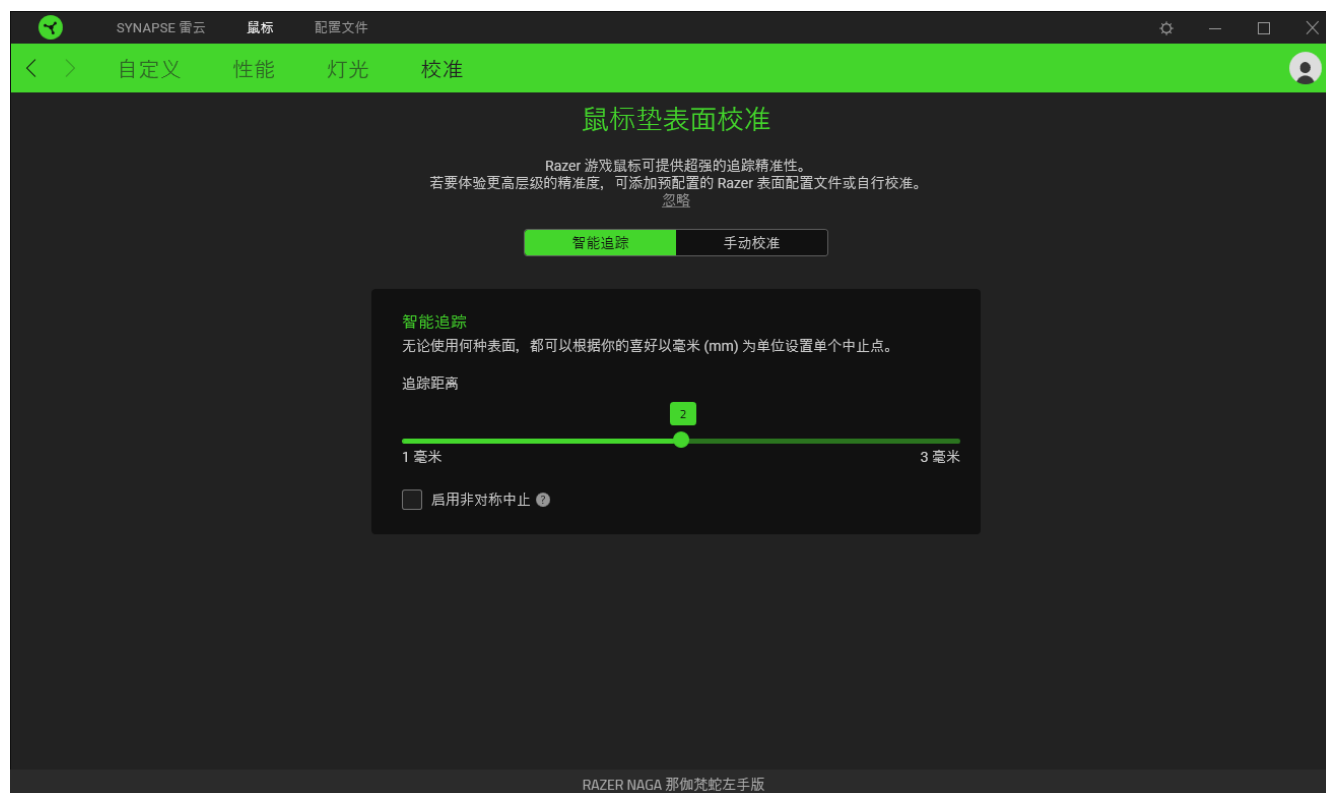 SYNAPSE 雷云 鼠标 配置文件
自定义 性能 灯光 校准
鼠标垫表面校准
Razer 游戏鼠标可提供超强的追踪精准性。
若要体验更高层级的精准度，可添加预配置的 Razer 表面配置文件或自行校准。
忽略
智能追踪 手动校准
智能追踪
无论使用何种表面，都可以根据你的喜好以毫米 (mm) 为单位设置单个中止点。
追踪距离
2
1 毫米 3 毫米
启用非对称中止 ?
RAZER NAGA 那伽梵蛇左手版